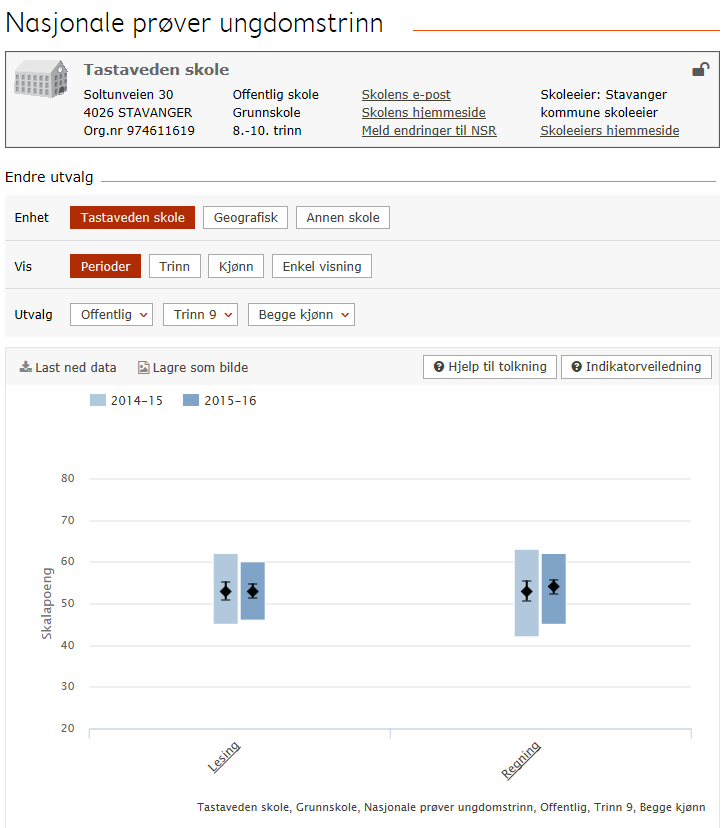 Nasjonale prøver ungdomstrinn
Tastaveden skole
Soltunveien 30
4026 STAVANGER
Org.nr 974611619
Offentlig skole
Grunnskole
8.-10. trinn
Skolens e-post
Skolens hjemmeside
Meld endringer til NSR
Skoleeier: Stavanger
kommune skoleeier
Skoleeiers hjemmeside
Endre utvalg
Enhet Tastaveden skole Geografisk Annen skole
Vis Perioder Trinn Kjønn Enkel visning
Utvalg Offentlig Trinn 9 Begge kjønn
Last ned data Lagre som bilde Hjelp til tolkning Indikatorveiledning
2014-15 2015-16
Skalapoeng
80
70
60
50
40
30
20
Lesing Regning
Tastaveden skole, Grunnskole, Nasjonale prøver ungdomstrinn, Offentlig, Trinn 9, Begge kjønn